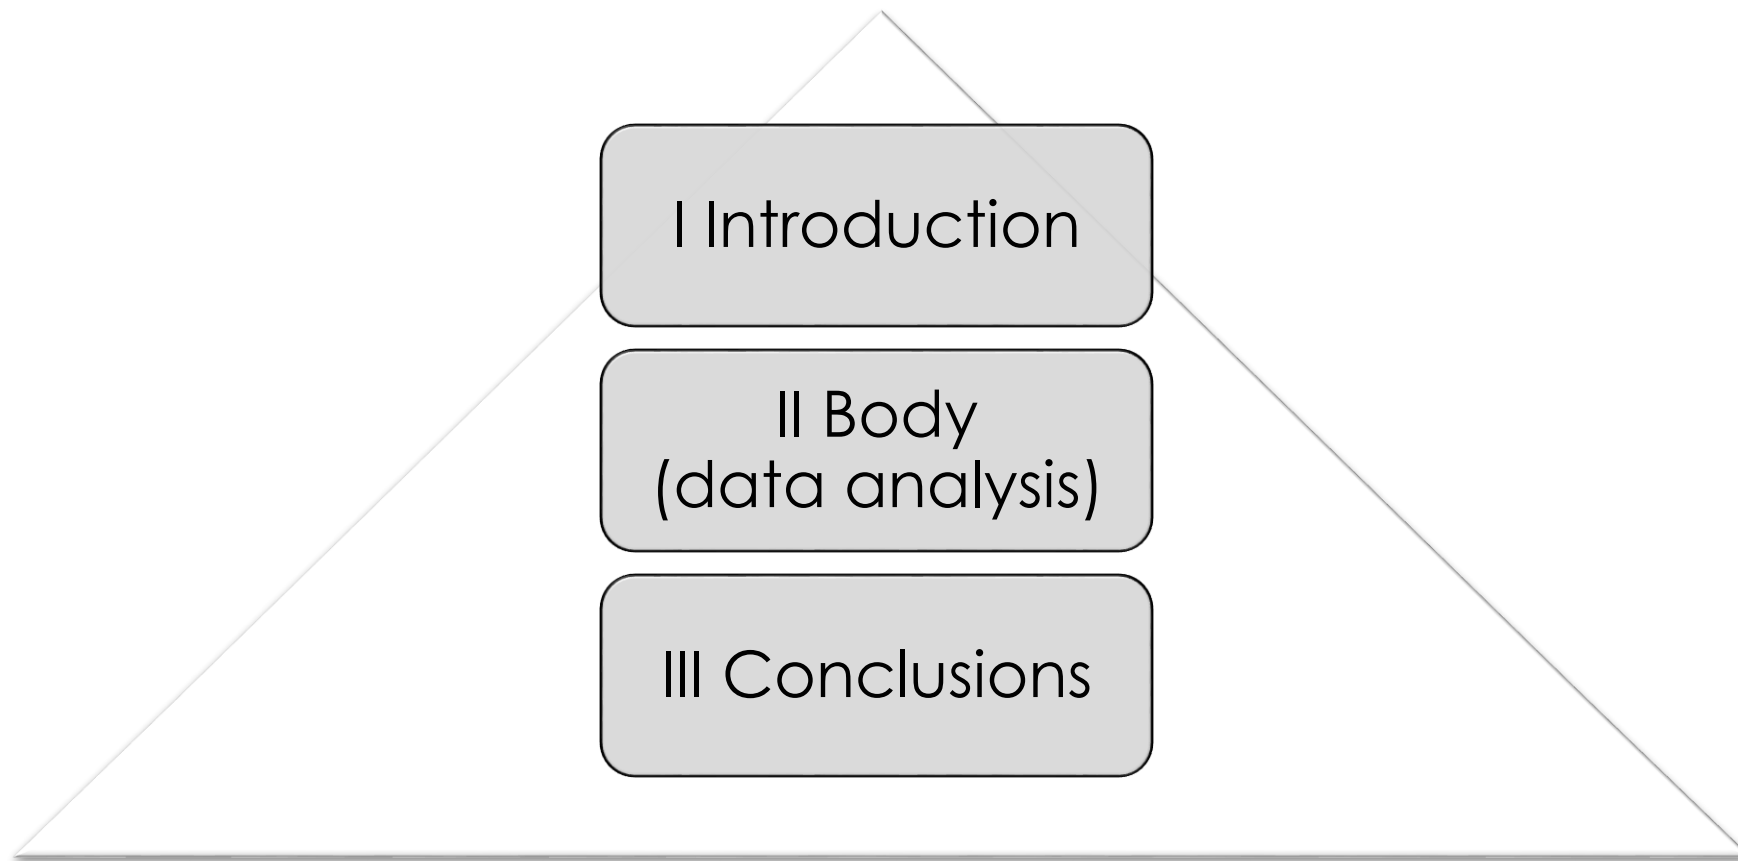 I Introduction
II Body
(data analysis)
III Conclusions